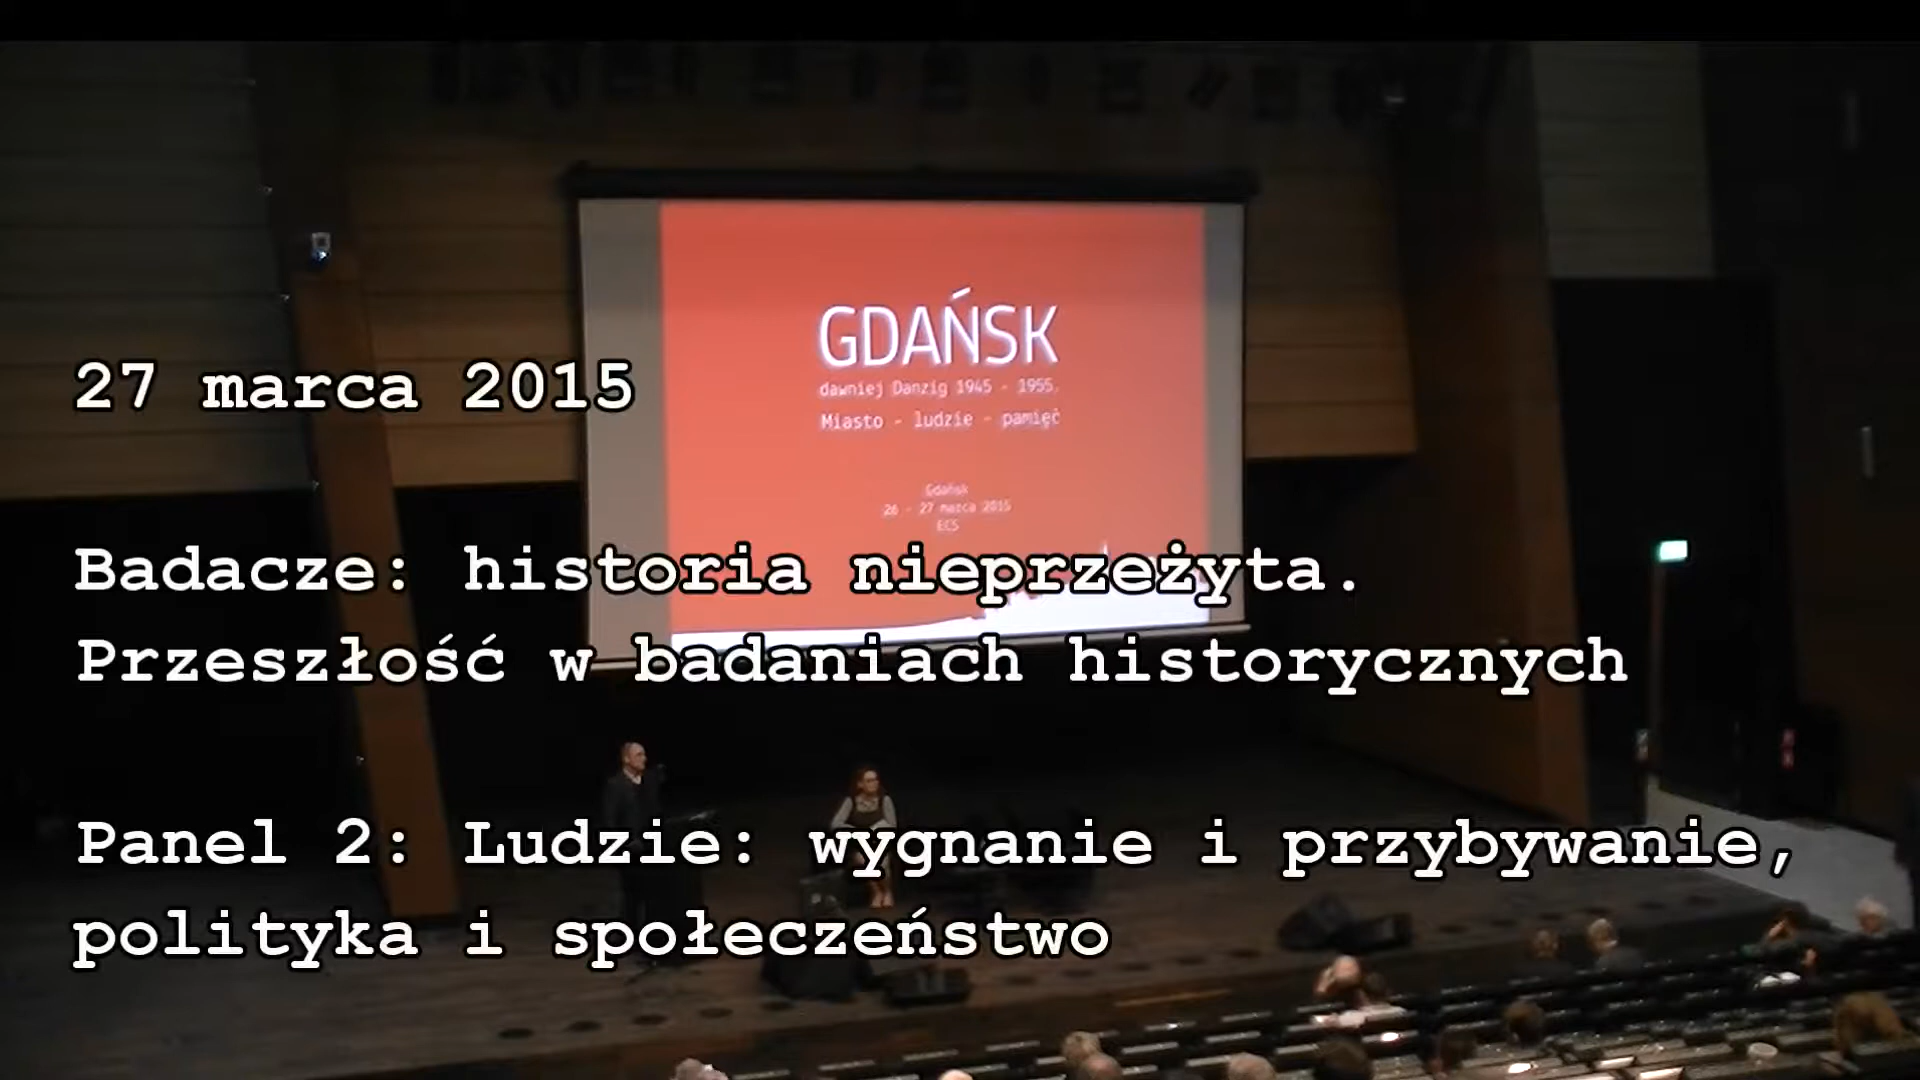 GDAŃSK
dawniej Danzig 1945 - 1955.
Miasto - ludzie - pamięć
Gdańsk
26 - 27 marca 2015
ECS
27 marca 2015
Badacze: historia nieprzeżyta.
Przeszłość w badaniach historycznych
Panel 2: Ludzie: wygnanie i przybywanie,
polityka i społeczeństwo